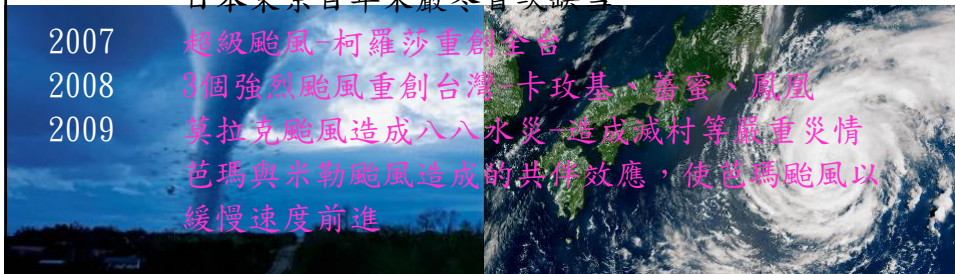 2007 超級颱風-柯羅莎重創全台
2008 3個強烈颱風重創台灣-卡玫基、薔蜜、鳳凰
2009 莫拉克颱風造成八八水災-造成滅村等嚴重災情
芭瑪與米勒颱風造成的共伴效應，使芭瑪颱風以
緩慢速度前進